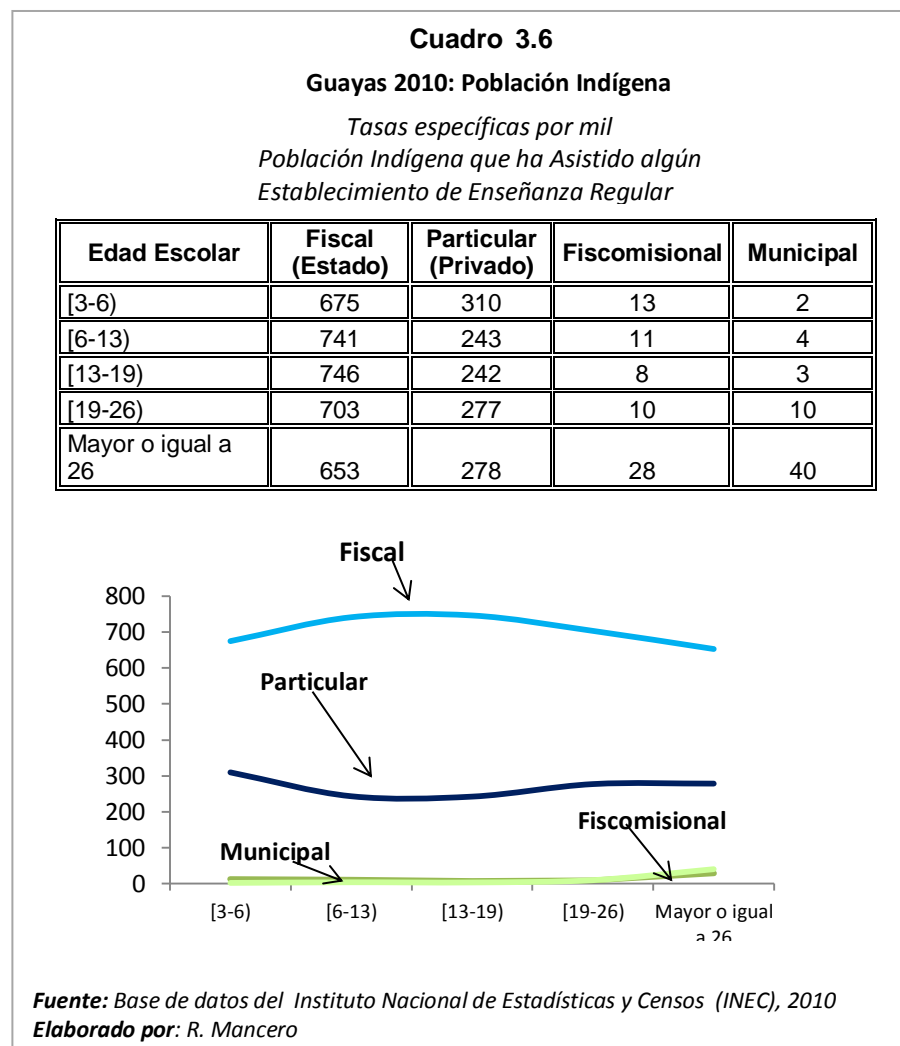 Cuadro 3.6
Guayas 2010: Población Indígena
Tasas específicas por mil
Población Indígena que ha Asistido algún
Establecimiento de Enseñanza Regular
Edad Escolar Fiscal (Estado) Particular (Privado) Fiscomisional Municipal
[3-6) 675 310 13 2
[6-13) 741 243 11 4
[13-19) 746 242 8 3
[19-26) 703 277 10 10
Mayor o igual a
26 653 278 28 40
Fiscal
800
700
600
Particular
500
400
300
200
Fiscomisional
100
Municipal
0
[3-6) [6-13) [13-19) [19-26) Mayor o igual
a 26
Fuente: Base de datos del Instituto Nacional de Estadísticas y Censos (INEC), 2010
Elaborado por: R. Mancero